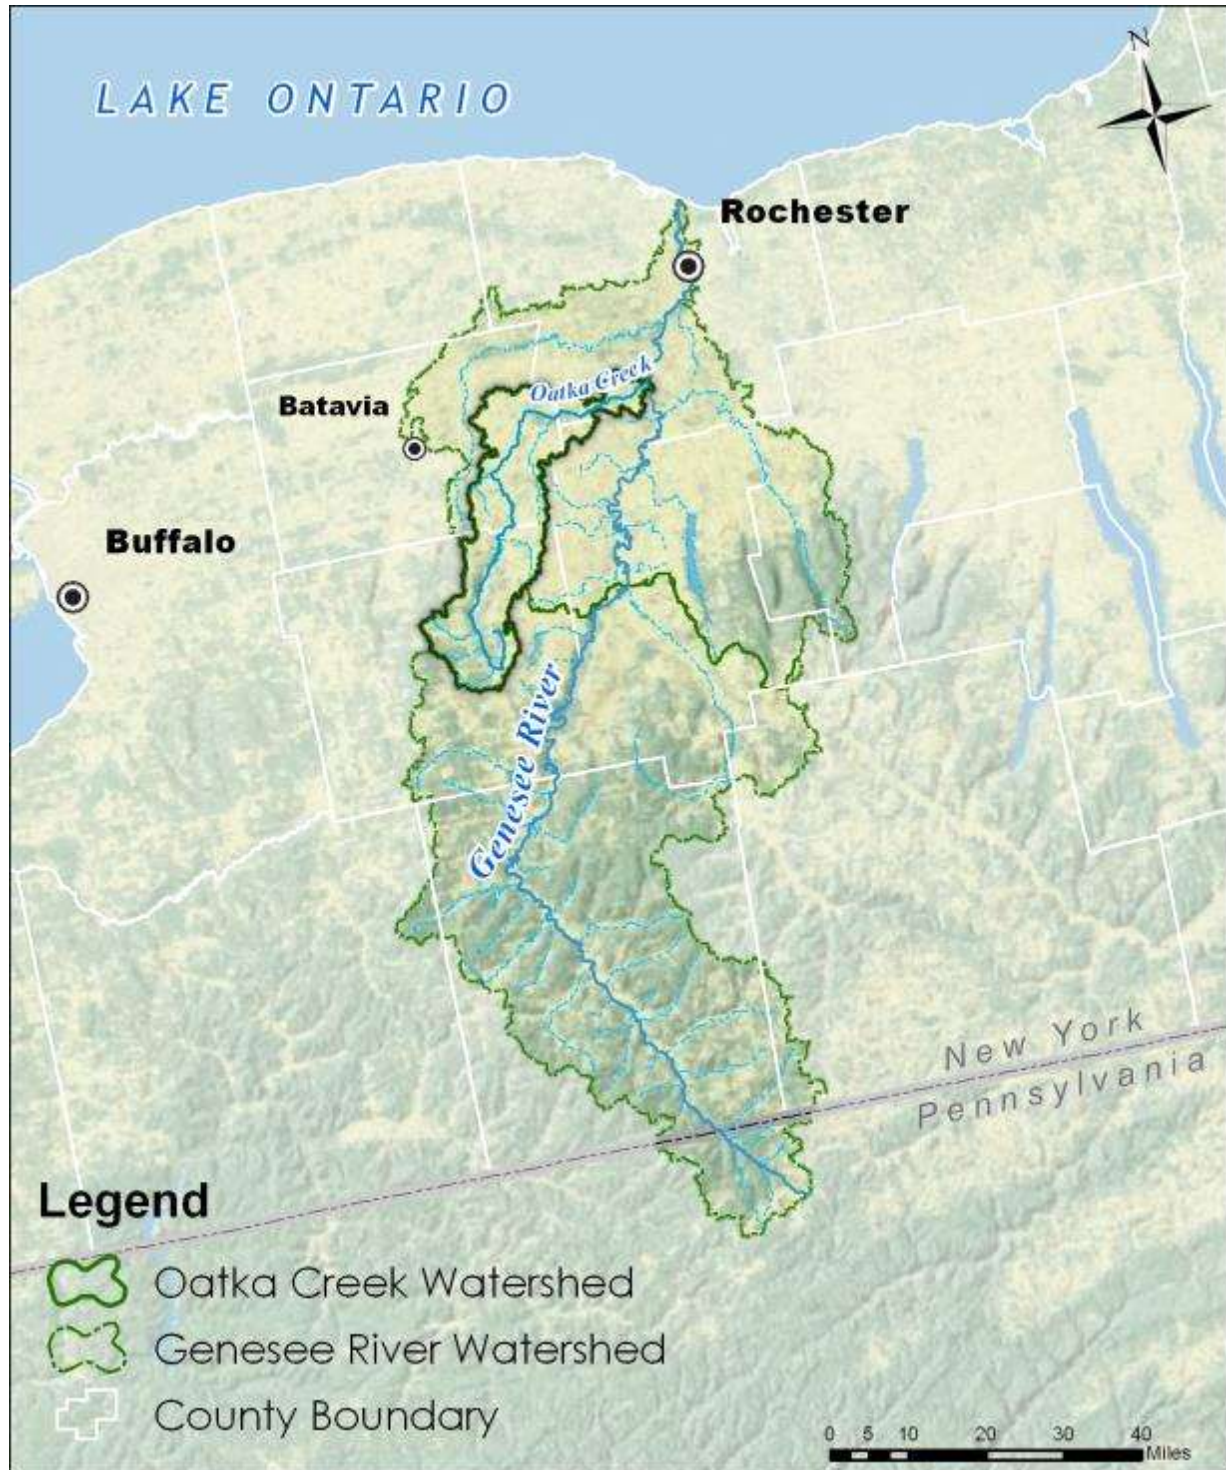 N
LAKE ONTARIO
Rochester
Oatka Creek
Batavia
Buffalo
Genesee River
New York
Pennsylvania
Legend
Oatka Creek Watershed
Genesee River Watershed
County Boundary
0 5 10 20 30 40
Miles